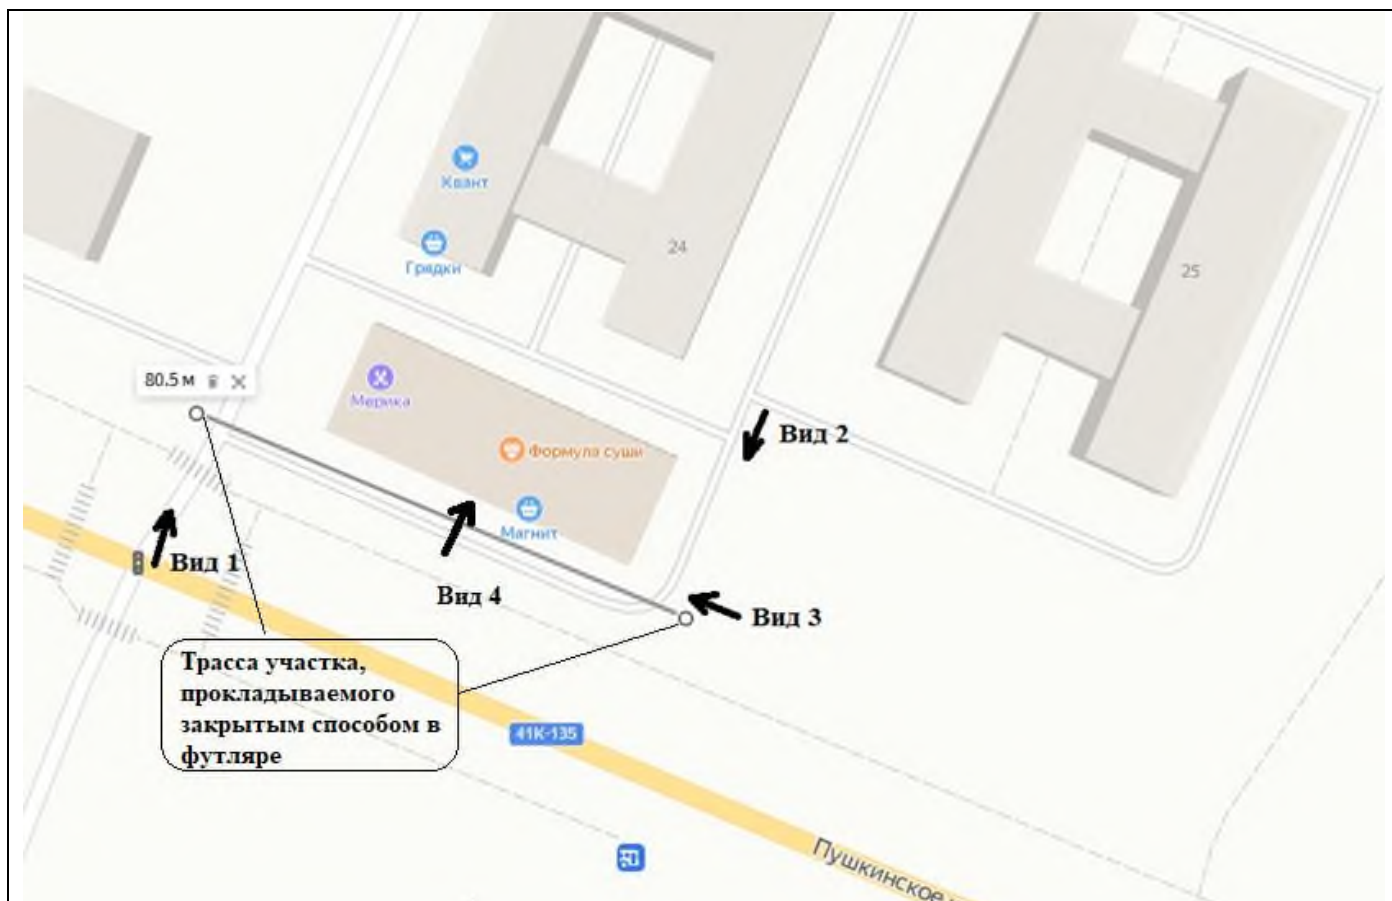 Квант
Грядки
24
25
80.5 м
Мерика
Вид 2
Формула суши
Магнит
Вид 1
Вид 4
Вид 3
Трасса участка,
прокладываемого
закрытым способом в
футляре
41К-135
Пушкинское